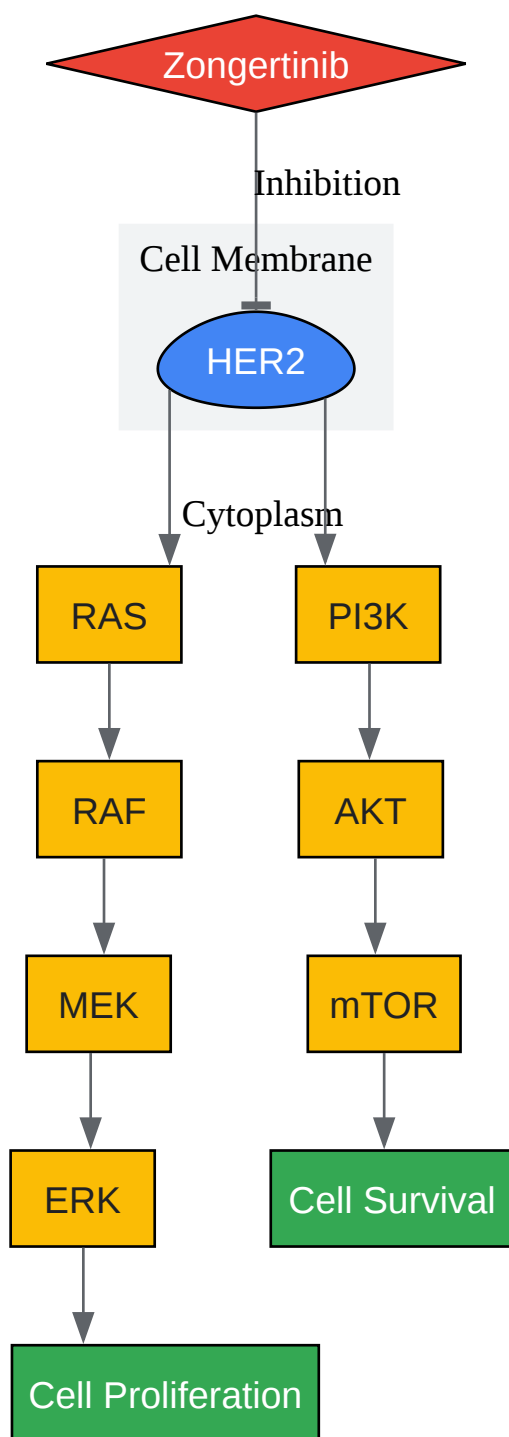 Zongertinib
Inhibition
Cell Membrane
HER2
Cytoplasm
RAS
PI3K
RAF
AKT
MEK
mTOR
ERK
Cell Survival
Cell Proliferation